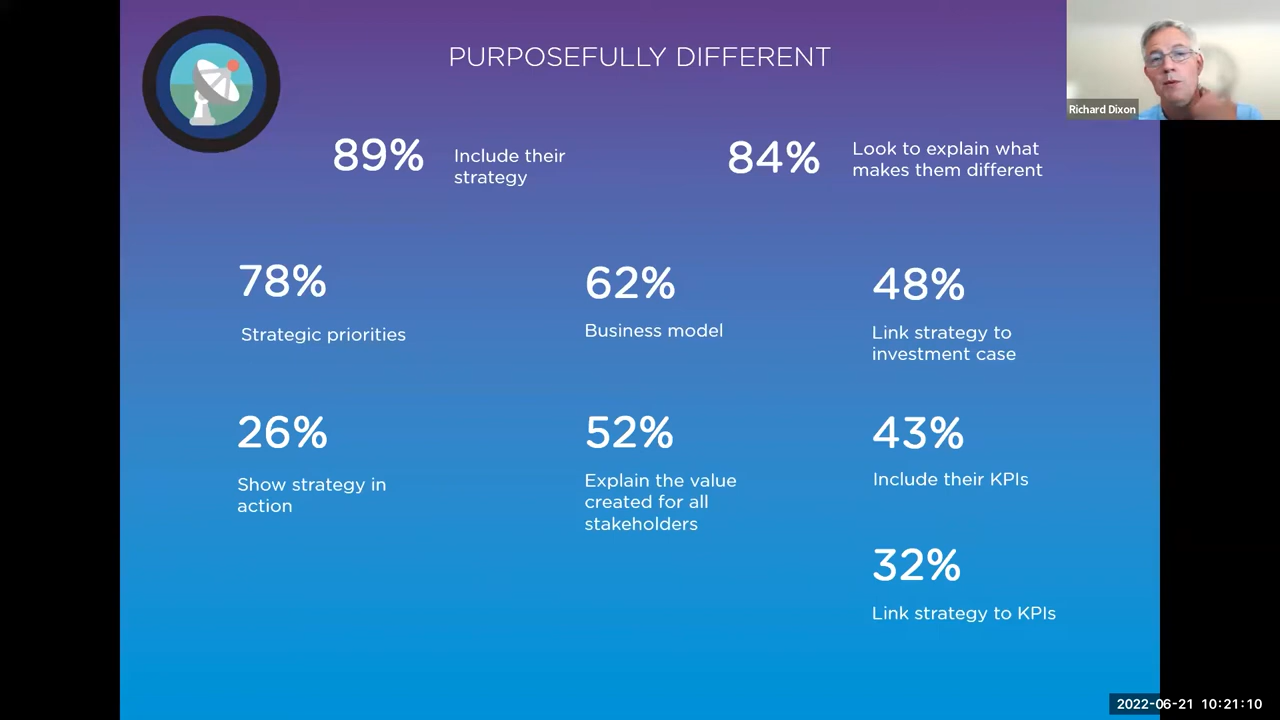 PURPOSEFULLY DIFFERENT
Richard Dixon
89%
Include their
strategy
84%
Look to explain what
makes them different
78%
Strategic priorities
62%
Business model
48%
Link strategy to
investment case
26%
Show strategy in
action
52%
Explain the value
created for all
stakeholders
43%
Include their KPIs
32%
Link strategy to KPIs
2022-06-21 10:21:10